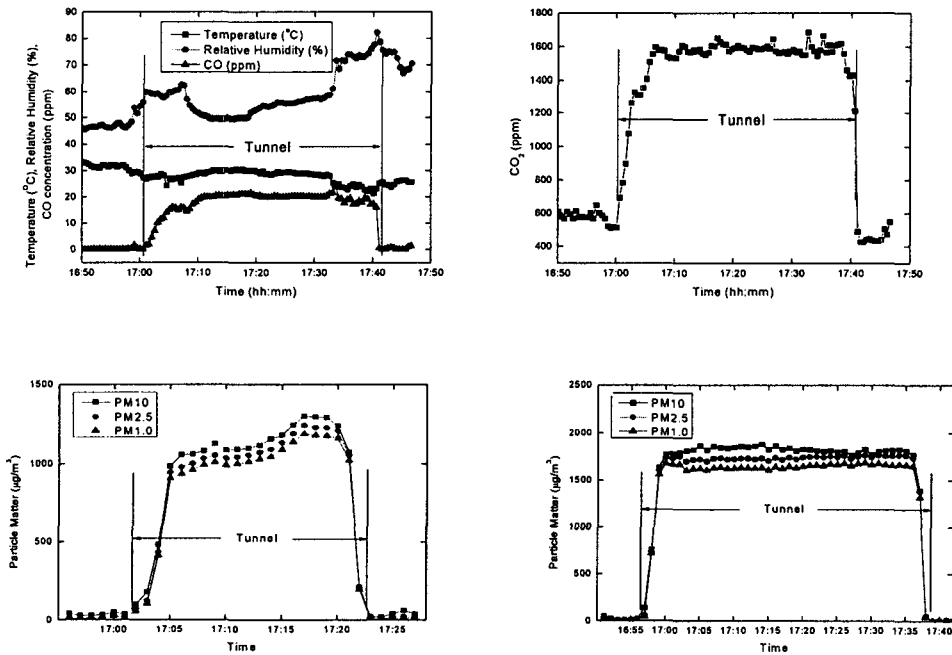 Temperature (°C)
Relative Humidity (%)
CO (ppm)
Temperature (°C), Relative Humidity (%),
CO concentration (ppm)
90
80
70
60
50
40
30
20
10
0
Tunnel
16:50 17:00 17:10 17:20 17:30 17:40 17:50
Time (hh:mm)
CO₂ (ppm)
1800
1600
1400
1200
1000
800
600
400
Tunnel
16:50 17:00 17:10 17:20 17:30 17:40 17:50
Time (hh:mm)
PM10
PM2.5
PM1.0
Particle Matter (µg/m³)
1500
1000
500
0
Tunnel
17:00 17:05 17:10 17:15 17:20 17:25
Time
PM10
PM2.5
PM1.0
Particle Matter (µg/m³)
2500
2000
1500
1000
500
0
Tunnel
16:55 17:00 17:05 17:10 17:15 17:20 17:25 17:30 17:35 17:40
Time